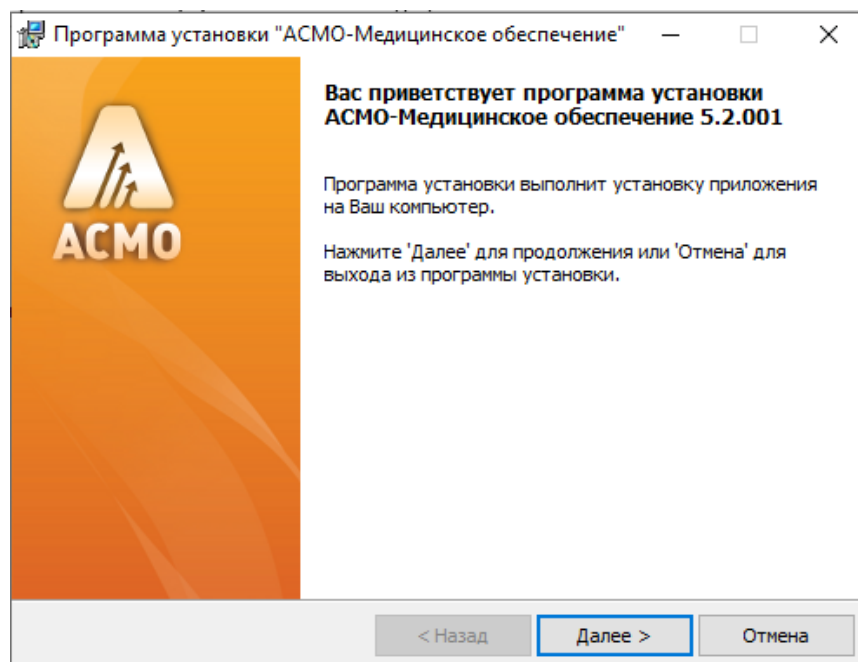 Программа установки "АСМО-Медицинское обеспечение"
АСМО
Вас приветствует программа установки
АСМО-Медицинское обеспечение 5.2.001
Программа установки выполнит установку приложения
на Ваш компьютер.
Нажмите 'Далее' для продолжения или 'Отмена' для
выхода из программы установки.
< Назад
Далее >
Отмена